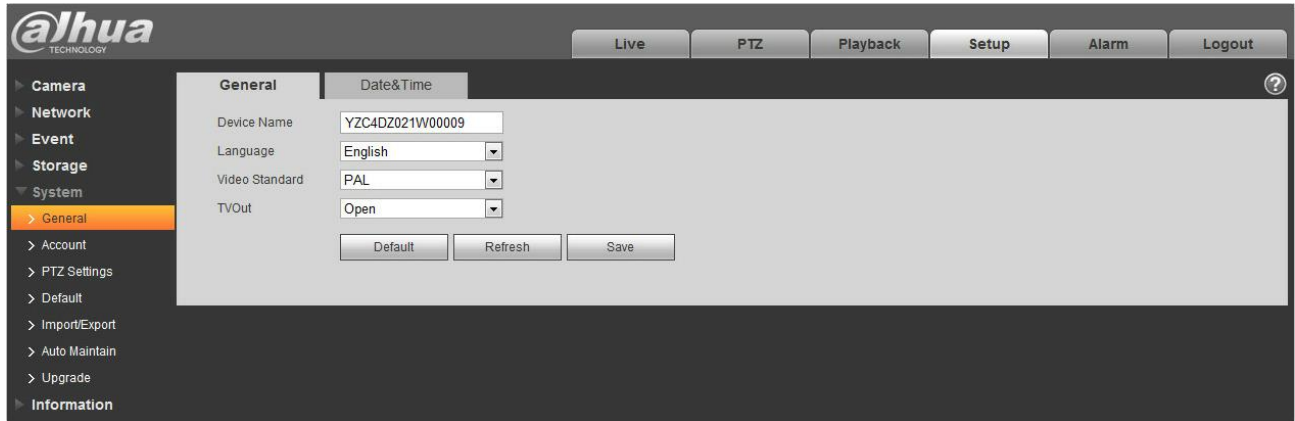 alhua
TECHNOLOGY
Live PTZ Playback Setup Alarm Logout
Camera
Network
Event
Storage
System
> General
> Account
> PTZ Settings
> Default
> Import/Export
> Auto Maintain
> Upgrade
Information
General Date&Time ?
Device Name YZC4DZ021W00009
Language English
Video Standard PAL
TVOut Open
Default Refresh Save